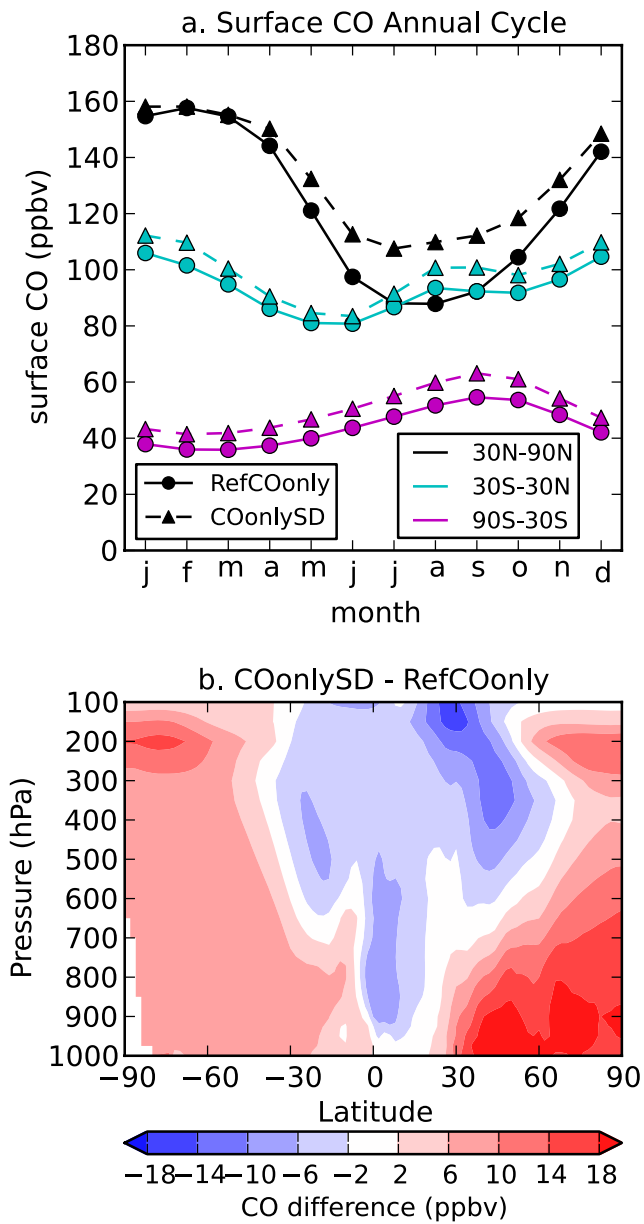 a. Surface CO Annual Cycle
180
160
140
120
100
80
60
40
20
0
surface CO (ppbv)
RefCOonly
COonlySD
30N-90N
30S-30N
90S-30S
j f m a m j j a s o n d
month
b. COonlySD - RefCOonly
100
200
300
400
500
600
700
800
900
1000
Pressure (hPa)
−90 −60 −30 0 30 60 90
Latitude
−18 −14 −10 −6 −2 2 6 10 14 18
CO difference (ppbv)